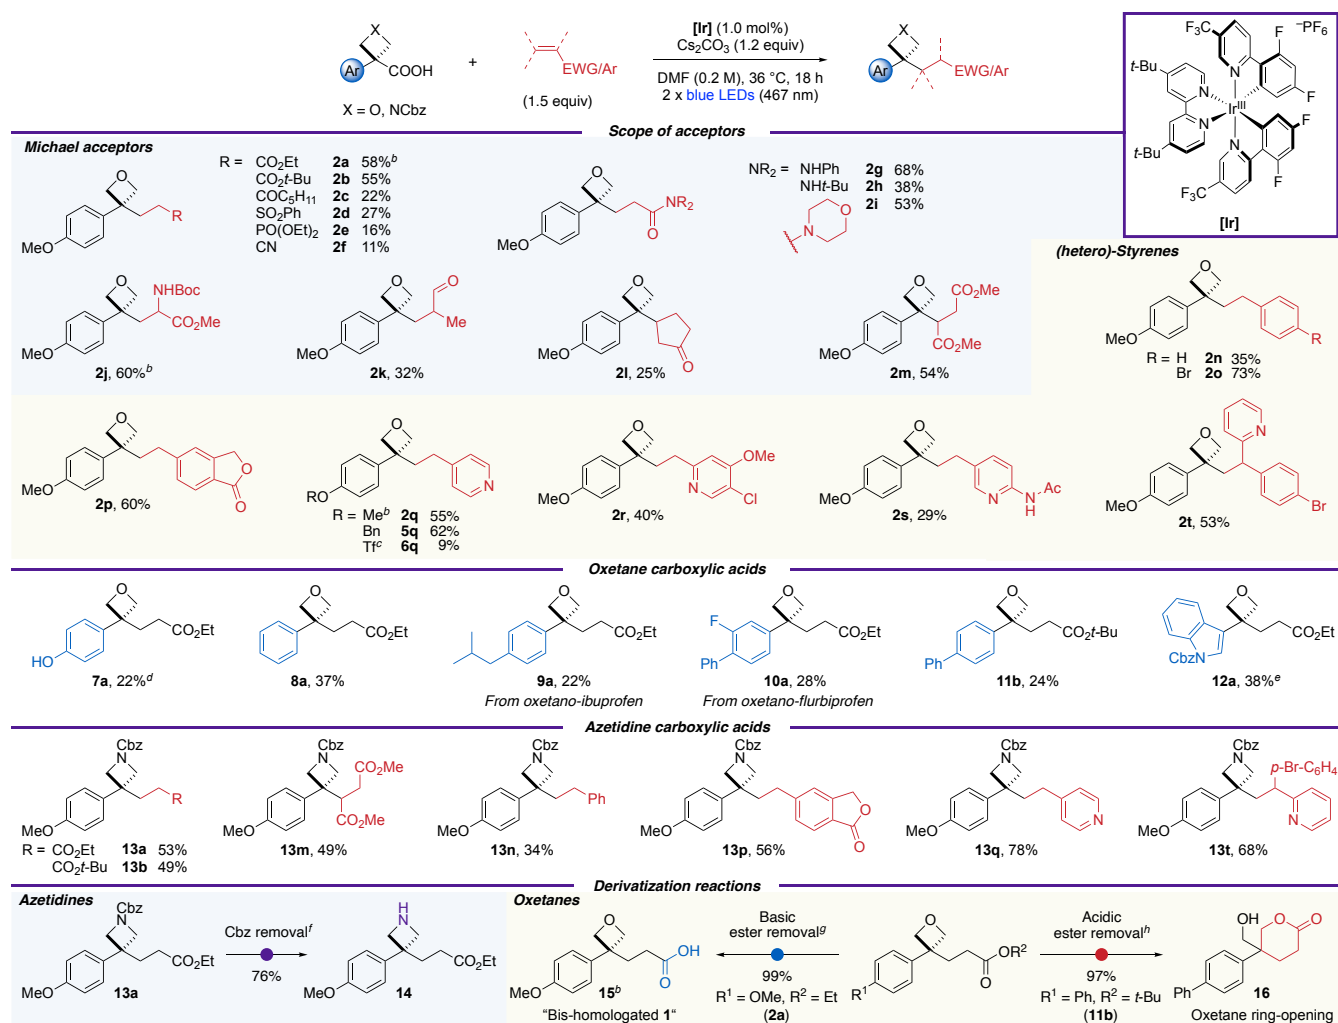 X
Ar
COOH
X = O, NCbz
+
EWG/Ar
(1.5 equiv)
[Ir] (1.0 mol%)
Cs2CO3 (1.2 equiv)
DMF (0.2 M), 36 °C, 18 h
2 x blue LEDs (467 nm)
X
Ar
EWG/Ar
–PF6
F3C
F
t-Bu
N
F
N
IrIII
N
F
t-Bu
N
F
F3C
[Ir]
Scope of acceptors
Michael acceptors
O
MeO
R
R = CO2Et 2a 58%b
CO2t-Bu 2b 55%
COC5H11 2c 22%
SO2Ph 2d 27%
PO(OEt)2 2e 16%
CN 2f 11%
O
MeO
NR2
O
NR2 = NHPh 2g 68%
NHt-Bu 2h 38%
2i 53%
O
N
O
NHBoc
CO2Me
MeO
2j, 60%b
O
O
Me
MeO
2k, 32%
O
O
MeO
2l, 25%
O
CO2Me
CO2Me
MeO
2m, 54%
(hetero)-Styrenes
O
MeO
R
R = H 2n 35%
Br 2o 73%
O
MeO
O
O
2p, 60%
O
RO
N
R = Meb 2q 55%
Bn 5q 62%
Tfc 6q 9%
O
MeO
N
OMe
Cl
2r, 40%
O
MeO
N
N
H
Ac
2s, 29%
O
N
MeO
Br
2t, 53%
Oxetane carboxylic acids
O
CO2Et
HO
7a, 22%d
O
CO2Et
8a, 37%
O
CO2Et
9a, 22%
From oxetano-ibuprofen
O
F
CO2Et
Ph
10a, 28%
From oxetano-flurbiprofen
O
CO2t-Bu
Ph
11b, 24%
O
CO2Et
CbzN
12a, 38%e
Azetidine carboxylic acids
Cbz
N
R
MeO
R = CO2Et 13a 53%
CO2t-Bu 13b 49%
Cbz
N
CO2Me
CO2Me
MeO
13m, 49%
Cbz
N
Ph
MeO
13n, 34%
Cbz
N
MeO
O
O
13p, 56%
Cbz
N
MeO
N
13q, 78%
Cbz
N
p-Br-C6H4
N
MeO
13t, 68%
Derivatization reactions
Azetidines
Cbz
N
CO2Et
MeO
13a
Cbz removalf
76%
H
N
CO2Et
MeO
14
Oxetanes
O
OH
O
MeO
15b
"Bis-homologated 1"
Basic
ester removalg
99%
R1 = OMe, R2 = Et
(2a)
O
OR2
O
R1
Acidic
ester removalh
97%
R1 = Ph, R2 = t-Bu
(11b)
OH
O
O
Ph
16
Oxetane ring-opening